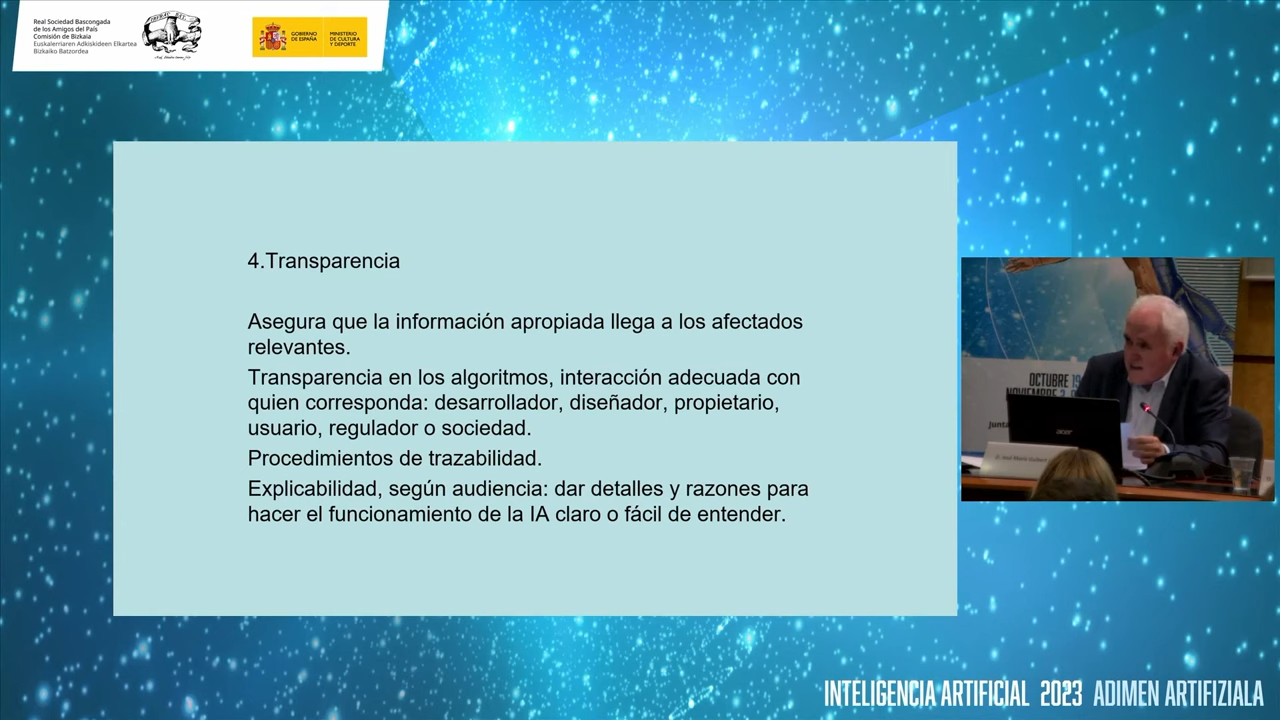 Real Sociedad Bascongada
de los Amigos del País
Comisión de Bizkaia
Euskalerriaren Adkiskideen Elkartea
Bizkaiko Batzordea
GOBIERNO
DE ESPAÑA
MINISTERIO
DE CULTURA
Y DEPORTE
4.Transparencia
Asegura que la información apropiada llega a los afectados
relevantes.
Transparencia en los algoritmos, interacción adecuada con
quien corresponda: desarrollador, diseñador, propietario,
usuario, regulador o sociedad.
Procedimientos de trazabilidad.
Explicabilidad, según audiencia: dar detalles y razones para
hacer el funcionamiento de la IA claro o fácil de entender.
OCTUBRE 19
NOVIEMBRE
acer
INTELIGENCIA ARTIFICIAL 2023 ADIMEN ARTIFIZIALA